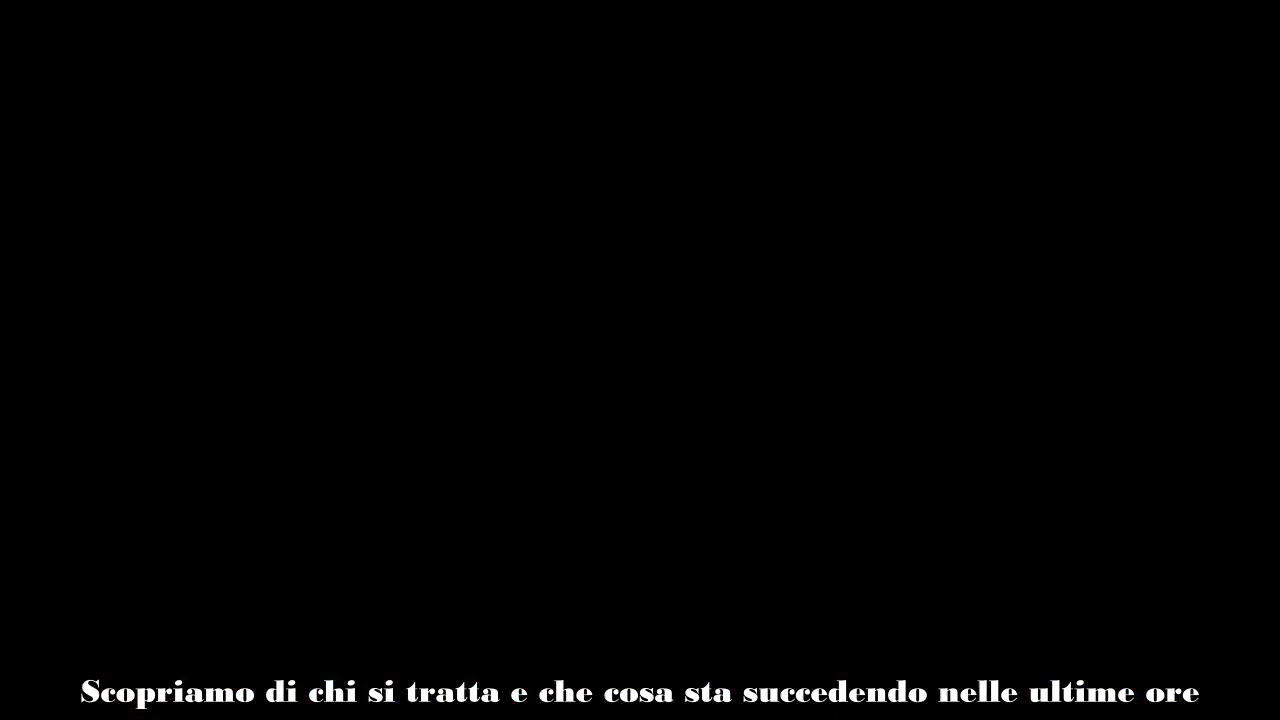 Scopriamo di chi si tratta e che cosa sta succedendo nelle ultime ore